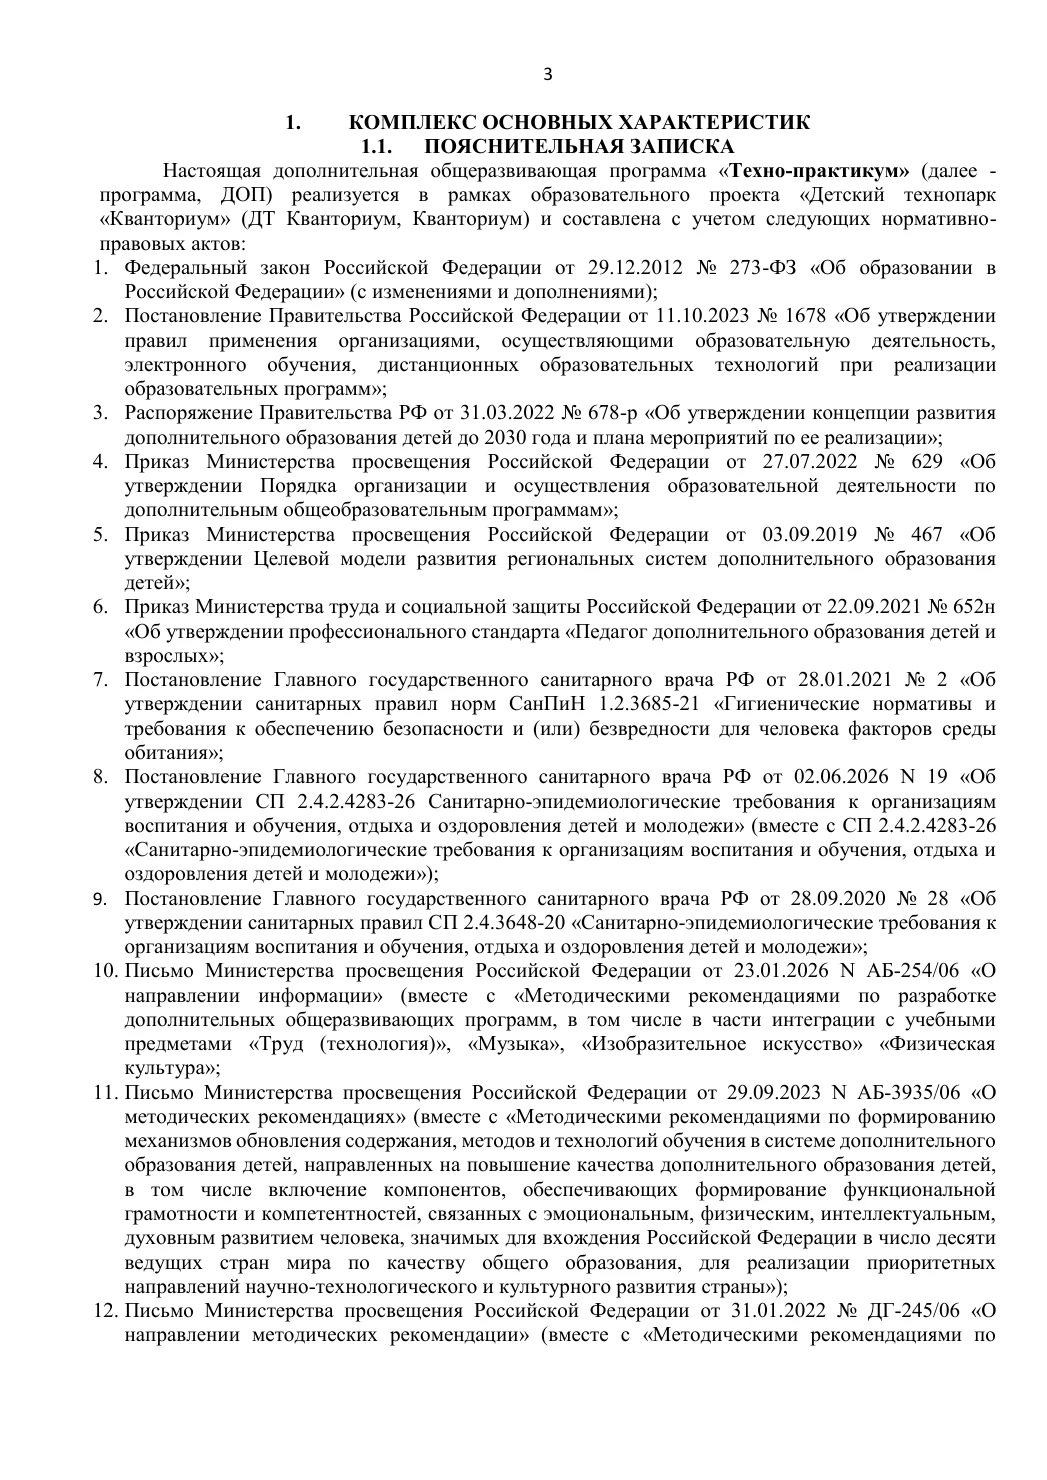 3
1. КОМПЛЕКС ОСНОВНЫХ ХАРАКТЕРИСТИК
1.1. ПОЯСНИТЕЛЬНАЯ ЗАПИСКА
Настоящая дополнительная общеразвивающая программа «Техно-практикум» (далее -
программа, ДОП) реализуется в рамках образовательного проекта «Детский технопарк
«Кванториум» (ДТ Кванториум, Кванториум) и составлена с учетом следующих нормативно-
правовых актов:
1. Федеральный закон Российской Федерации от 29.12.2012 № 273-ФЗ «Об образовании в
Российской Федерации» (с изменениями и дополнениями);
2. Постановление Правительства Российской Федерации от 11.10.2023 № 1678 «Об утверждении
правил применения организациями, осуществляющими образовательную деятельность,
электронного обучения, дистанционных образовательных технологий при реализации
образовательных программ»;
3. Распоряжение Правительства РФ от 31.03.2022 № 678-р «Об утверждении концепции развития
дополнительного образования детей до 2030 года и плана мероприятий по ее реализации»;
4. Приказ Министерства просвещения Российской Федерации от 27.07.2022 № 629 «Об
утверждении Порядка организации и осуществления образовательной деятельности по
дополнительным общеобразовательным программам»;
5. Приказ Министерства просвещения Российской Федерации от 03.09.2019 № 467 «Об
утверждении Целевой модели развития региональных систем дополнительного образования
детей»;
6. Приказ Министерства труда и социальной защиты Российской Федерации от 22.09.2021 № 652н
«Об утверждении профессионального стандарта «Педагог дополнительного образования детей и
взрослых»;
7. Постановление Главного государственного санитарного врача РФ от 28.01.2021 № 2 «Об
утверждении санитарных правил норм СанПиН 1.2.3685-21 «Гигиенические нормативы и
требования к обеспечению безопасности и (или) безвредности для человека факторов среды
обитания»;
8. Постановление Главного государственного санитарного врача РФ от 02.06.2026 N 19 «Об
утверждении СП 2.4.2.4283-26 Санитарно-эпидемиологические требования к организациям
воспитания и обучения, отдыха и оздоровления детей и молодежи» (вместе с СП 2.4.2.4283-26
«Санитарно-эпидемиологические требования к организациям воспитания и обучения, отдыха и
оздоровления детей и молодежи»);
9. Постановление Главного государственного санитарного врача РФ от 28.09.2020 № 28 «Об
утверждении санитарных правил СП 2.4.3648-20 «Санитарно-эпидемиологические требования к
организациям воспитания и обучения, отдыха и оздоровления детей и молодежи»;
10. Письмо Министерства просвещения Российской Федерации от 23.01.2026 N АБ-254/06 «О
направлении информации» (вместе с «Методическими рекомендациями по разработке
дополнительных общеразвивающих программ, в том числе в части интеграции с учебными
предметами «Труд (технология)», «Музыка», «Изобразительное искусство» «Физическая
культура»;
11. Письмо Министерства просвещения Российской Федерации от 29.09.2023 N АБ-3935/06 «О
методических рекомендациях» (вместе с «Методическими рекомендациями по формированию
механизмов обновления содержания, методов и технологий обучения в системе дополнительного
образования детей, направленных на повышение качества дополнительного образования детей,
в том числе включение компонентов, обеспечивающих формирование функциональной
грамотности и компетентностей, связанных с эмоциональным, физическим, интеллектуальным,
духовным развитием человека, значимых для вхождения Российской Федерации в число десяти
ведущих стран мира по качеству общего образования, для реализации приоритетных
направлений научно-технологического и культурного развития страны»);
12. Письмо Министерства просвещения Российской Федерации от 31.01.2022 № ДГ-245/06 «О
направлении методических рекомендации» (вместе с «Методическими рекомендациями по